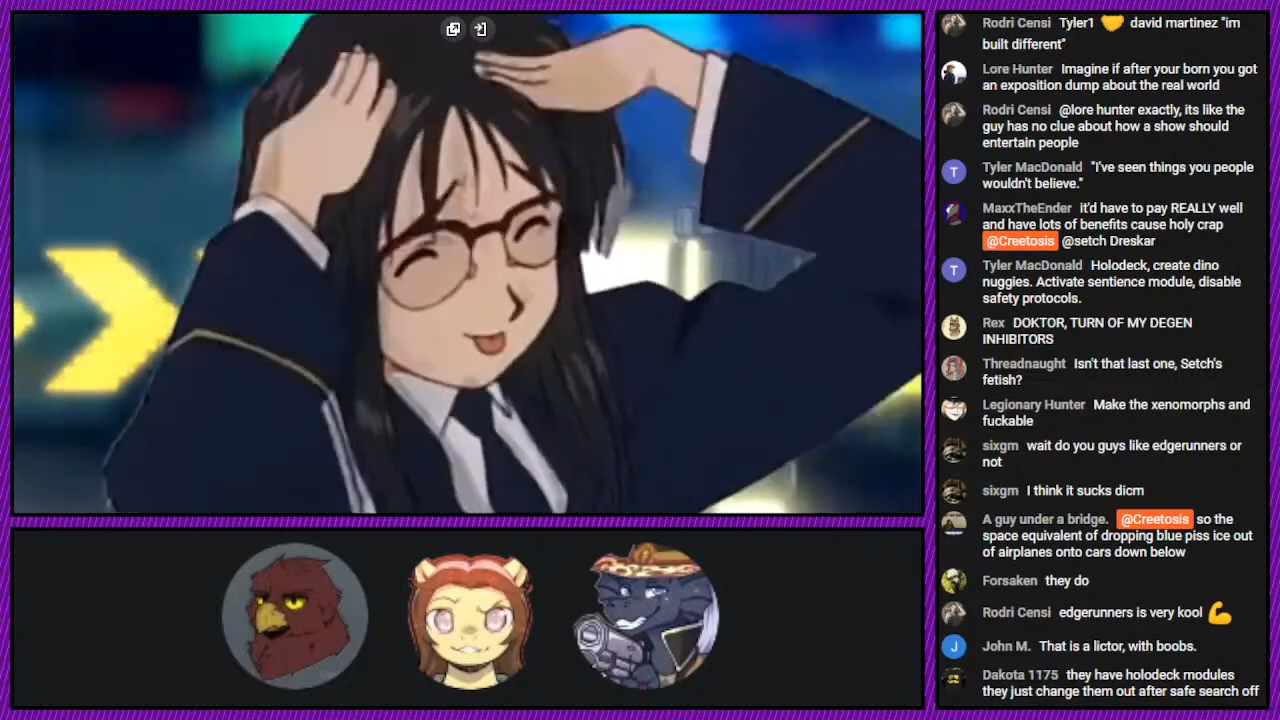 Rodri Censi Tyler1 🤝 david martinez "im
built different"
Lore Hunter Imagine if after your born you got
an exposition dump about the real world
Rodri Censi @lore hunter exactly, its like the
guy has no clue about how a show should
entertain people
T Tyler MacDonald "I've seen things you people
wouldn't believe."
MaxxTheEnder it'd have to pay REALLY well
and have lots of benefits cause holy crap
@Creetosis @setch Dreskar
T Tyler MacDonald Holodeck, create dino
nuggies. Activate sentience module, disable
safety protocols.
Rex DOKTOR, TURN OF MY DEGEN
INHIBITORS
Threadnaught Isn't that last one, Setch's
fetish?
Legionary Hunter Make the xenomorphs and
fuckable
sixgm wait do you guys like edgerunners or
not
sixgm I think it sucks dicm
A guy under a bridge. @Creetosis so the
space equivalent of dropping blue piss ice out
of airplanes onto cars down below
Forsaken they do
Rodri Censi edgerunners is very kool 💪
J John M. That is a lictor, with boobs.
Dakota 1175 they have holodeck modules
they just change them out after safe search off